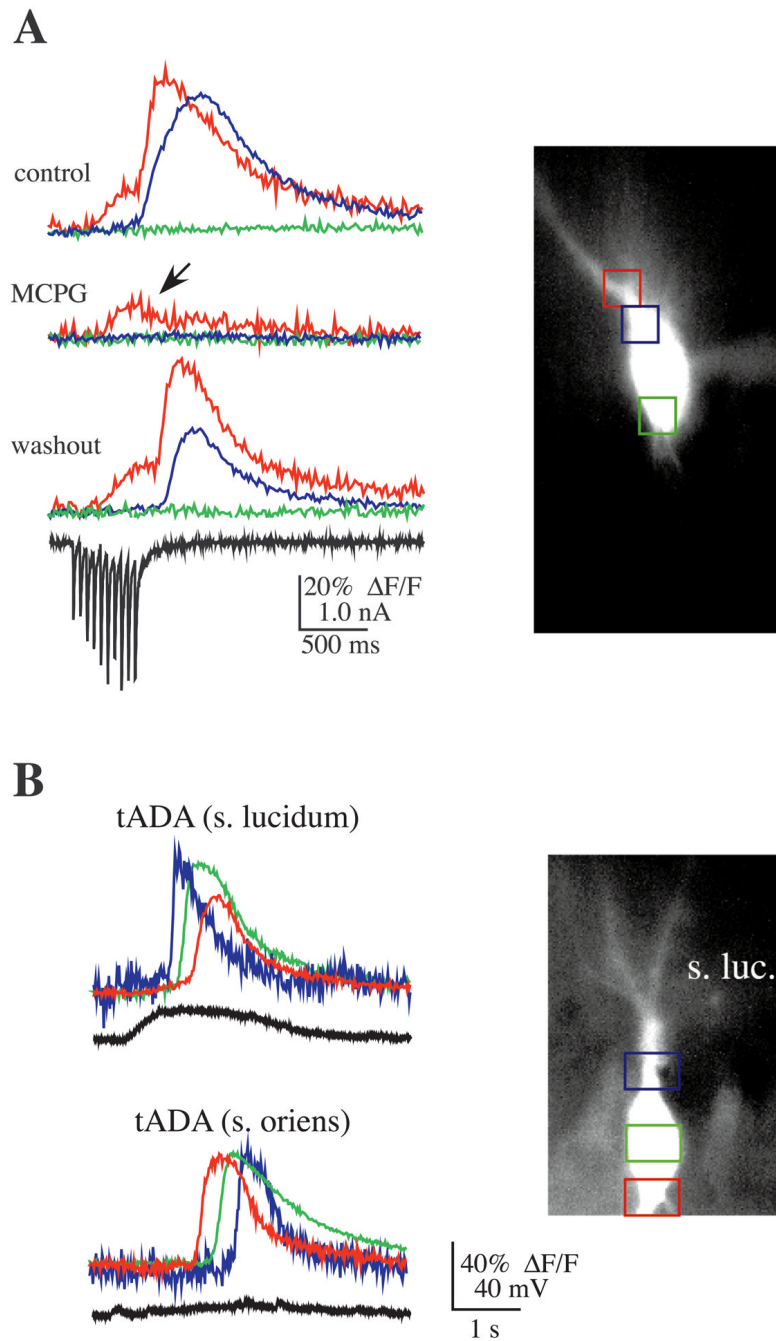 A
control
MCPG
washout
20% ΔF/F
1.0 nA
500 ms
B
tADA (s. lucidum)
s. luc.
tADA (s. oriens)
40% ΔF/F
40 mV
1 s